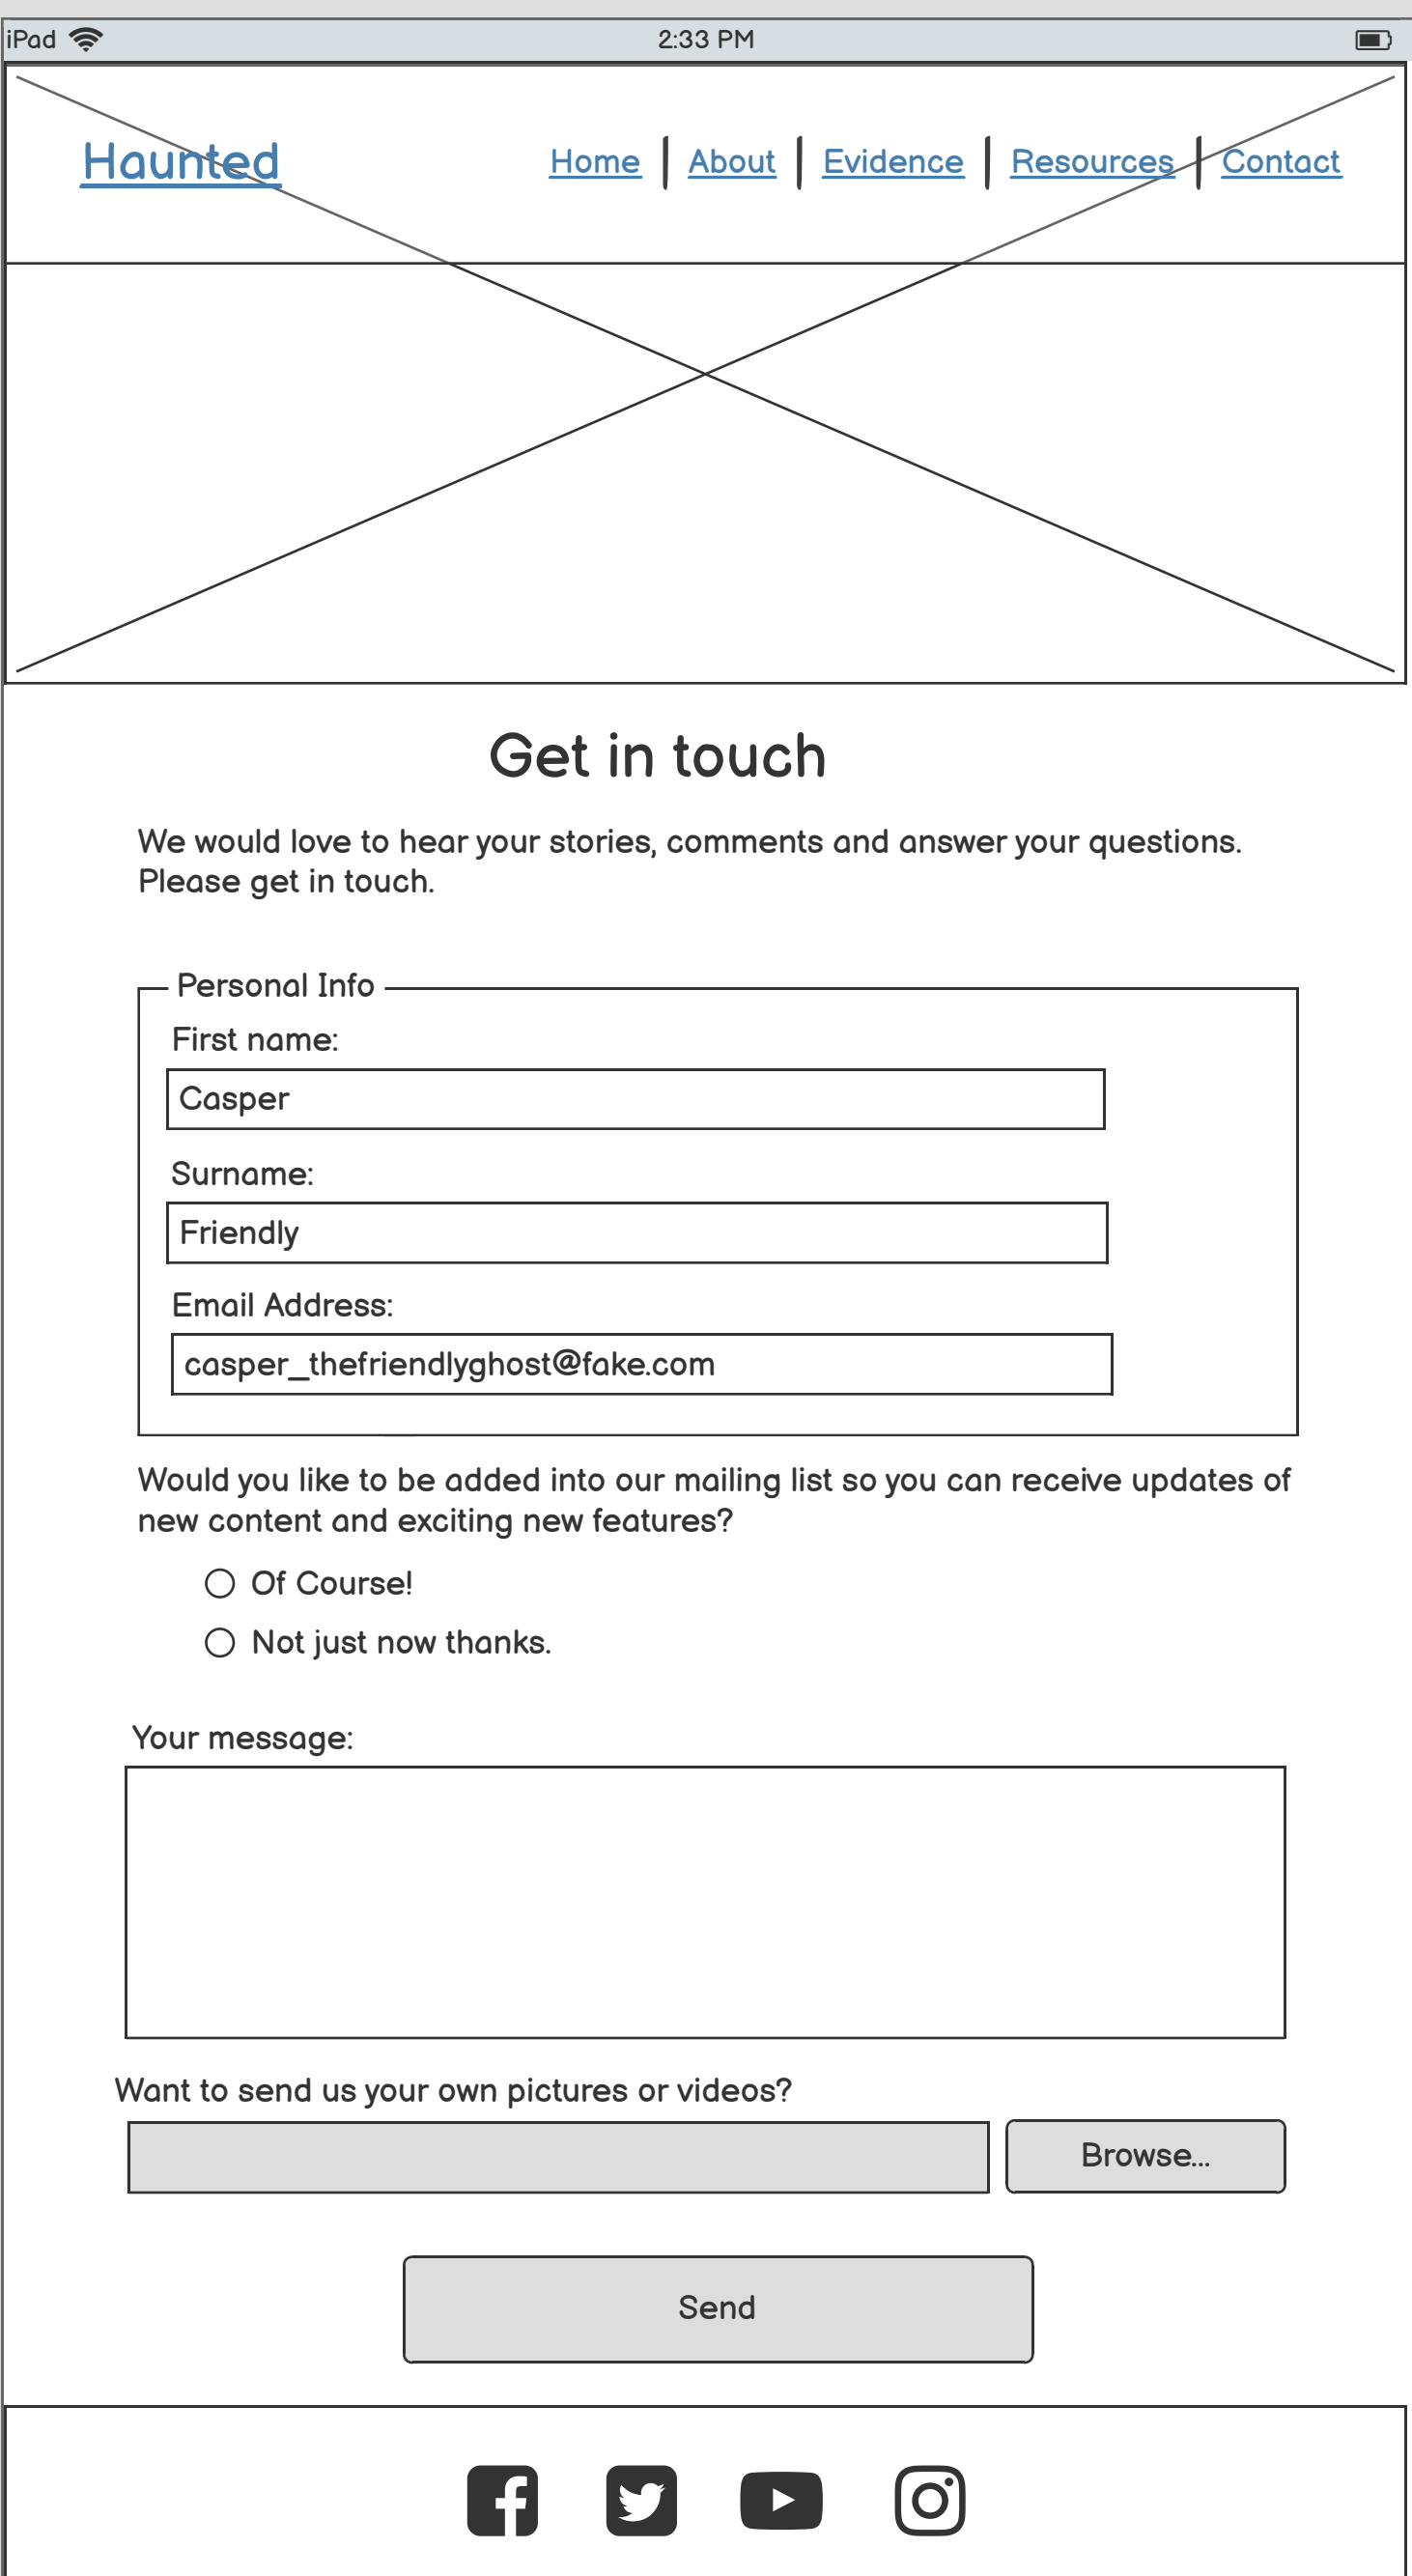 iPad 2:33 PM
Haunted Home About Evidence Resources Contact
Get in touch
We would love to hear your stories, comments and answer your questions.
Please get in touch.
Personal Info
First name:
Casper
Surname:
Friendly
Email Address:
casper_thefriendlyghost@fake.com
Would you like to be added into our mailing list so you can receive updates of
new content and exciting new features?
Of Course!
Not just now thanks.
Your message:
Want to send us your own pictures or videos?
Browse...
Send